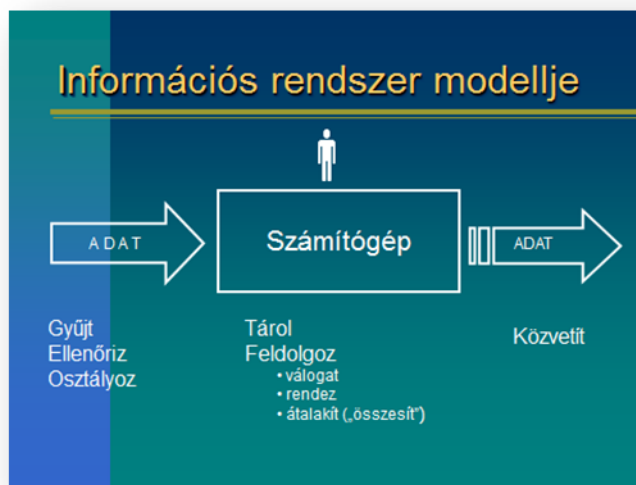 Információs rendszer modellje
ADAT
Számítógép
ADAT
Gyűjt
Ellenőriz
Osztályoz
Tárol
Feldolgoz
• válogat
• rendez
• átalakít („összesít”)
Közvetít